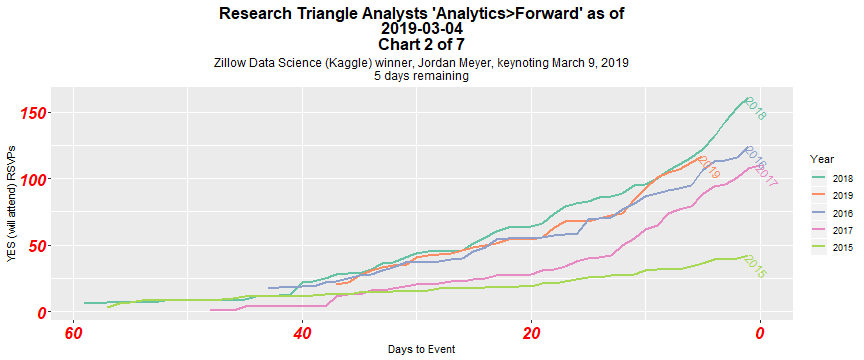 Research Triangle Analysts 'Analytics>Forward' as of
2019-03-04
Chart 2 of 7
Zillow Data Science (Kaggle) winner, Jordan Meyer, keynoting March 9, 2019
5 days remaining
YES (will attend) RSVPs
150
100
50
0
60
40
20
0
Days to Event
2018
2016
2019
2017
2015
Year
2018
2019
2016
2017
2015